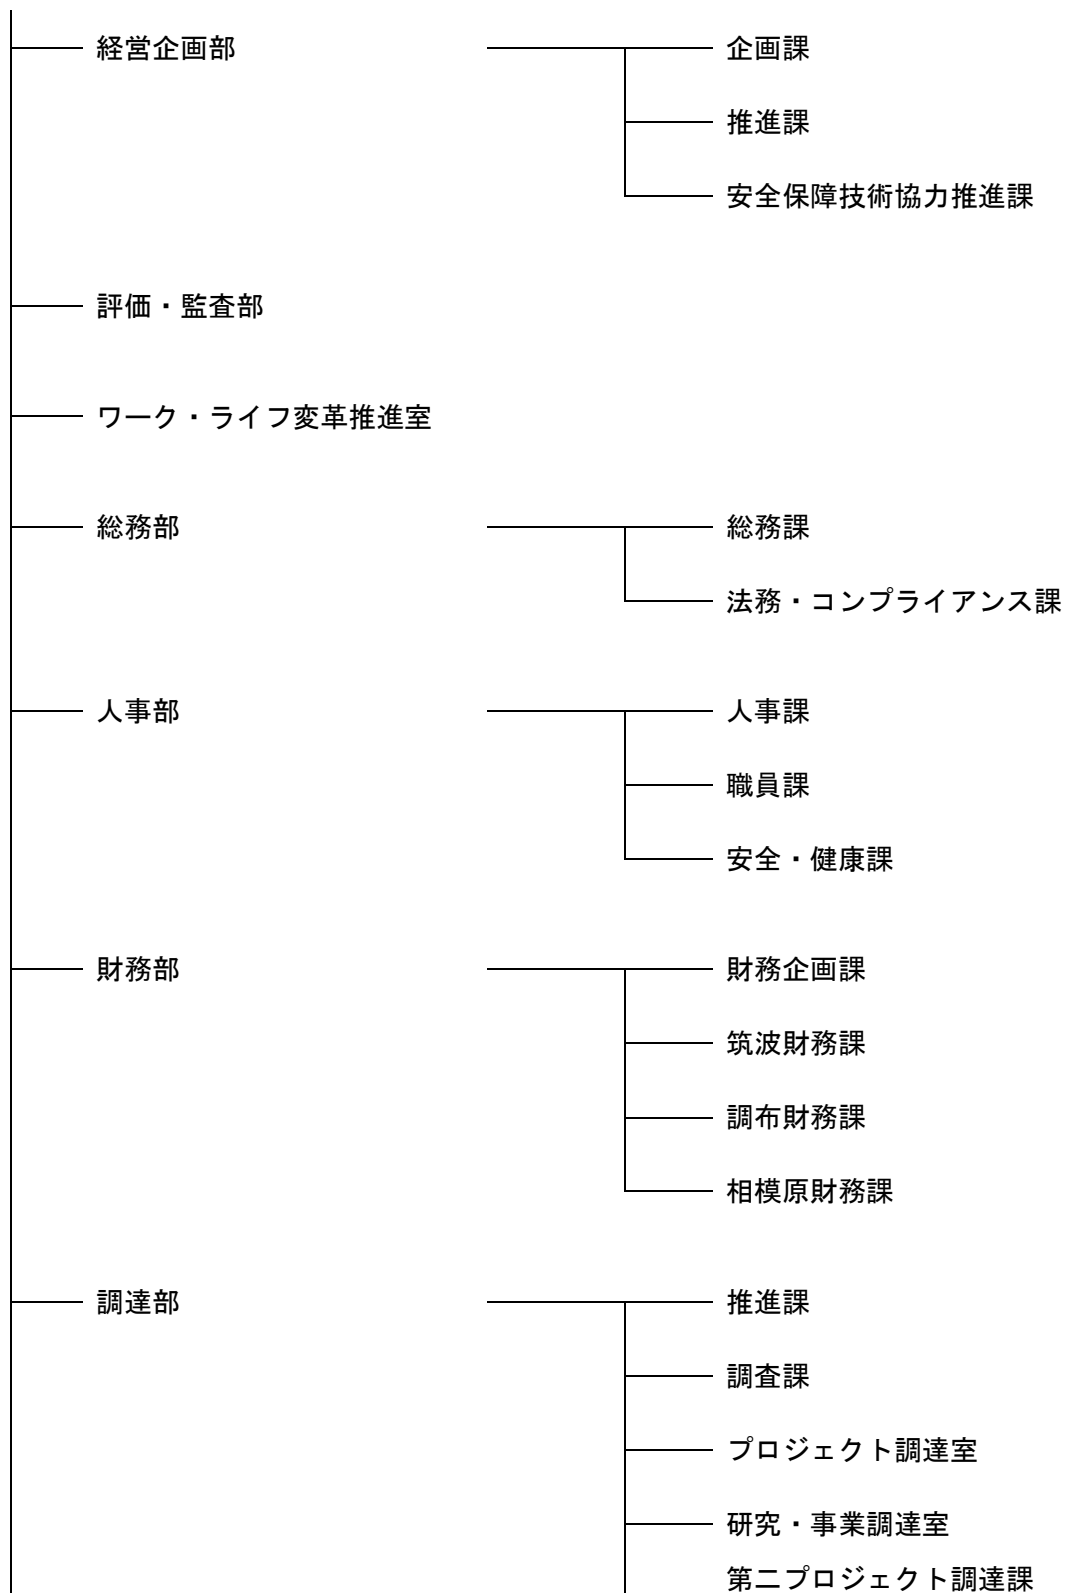 経営企画部 企画課
推進課
安全保障技術協力推進課
評価・監査部
ワーク・ライフ変革推進室
総務部 総務課
法務・コンプライアンス課
人事部 人事課
職員課
安全・健康課
財務部 財務企画課
筑波財務課
調布財務課
相模原財務課
調達部 推進課
調査課
プロジェクト調達室
研究・事業調達室
第二プロジェクト調達課